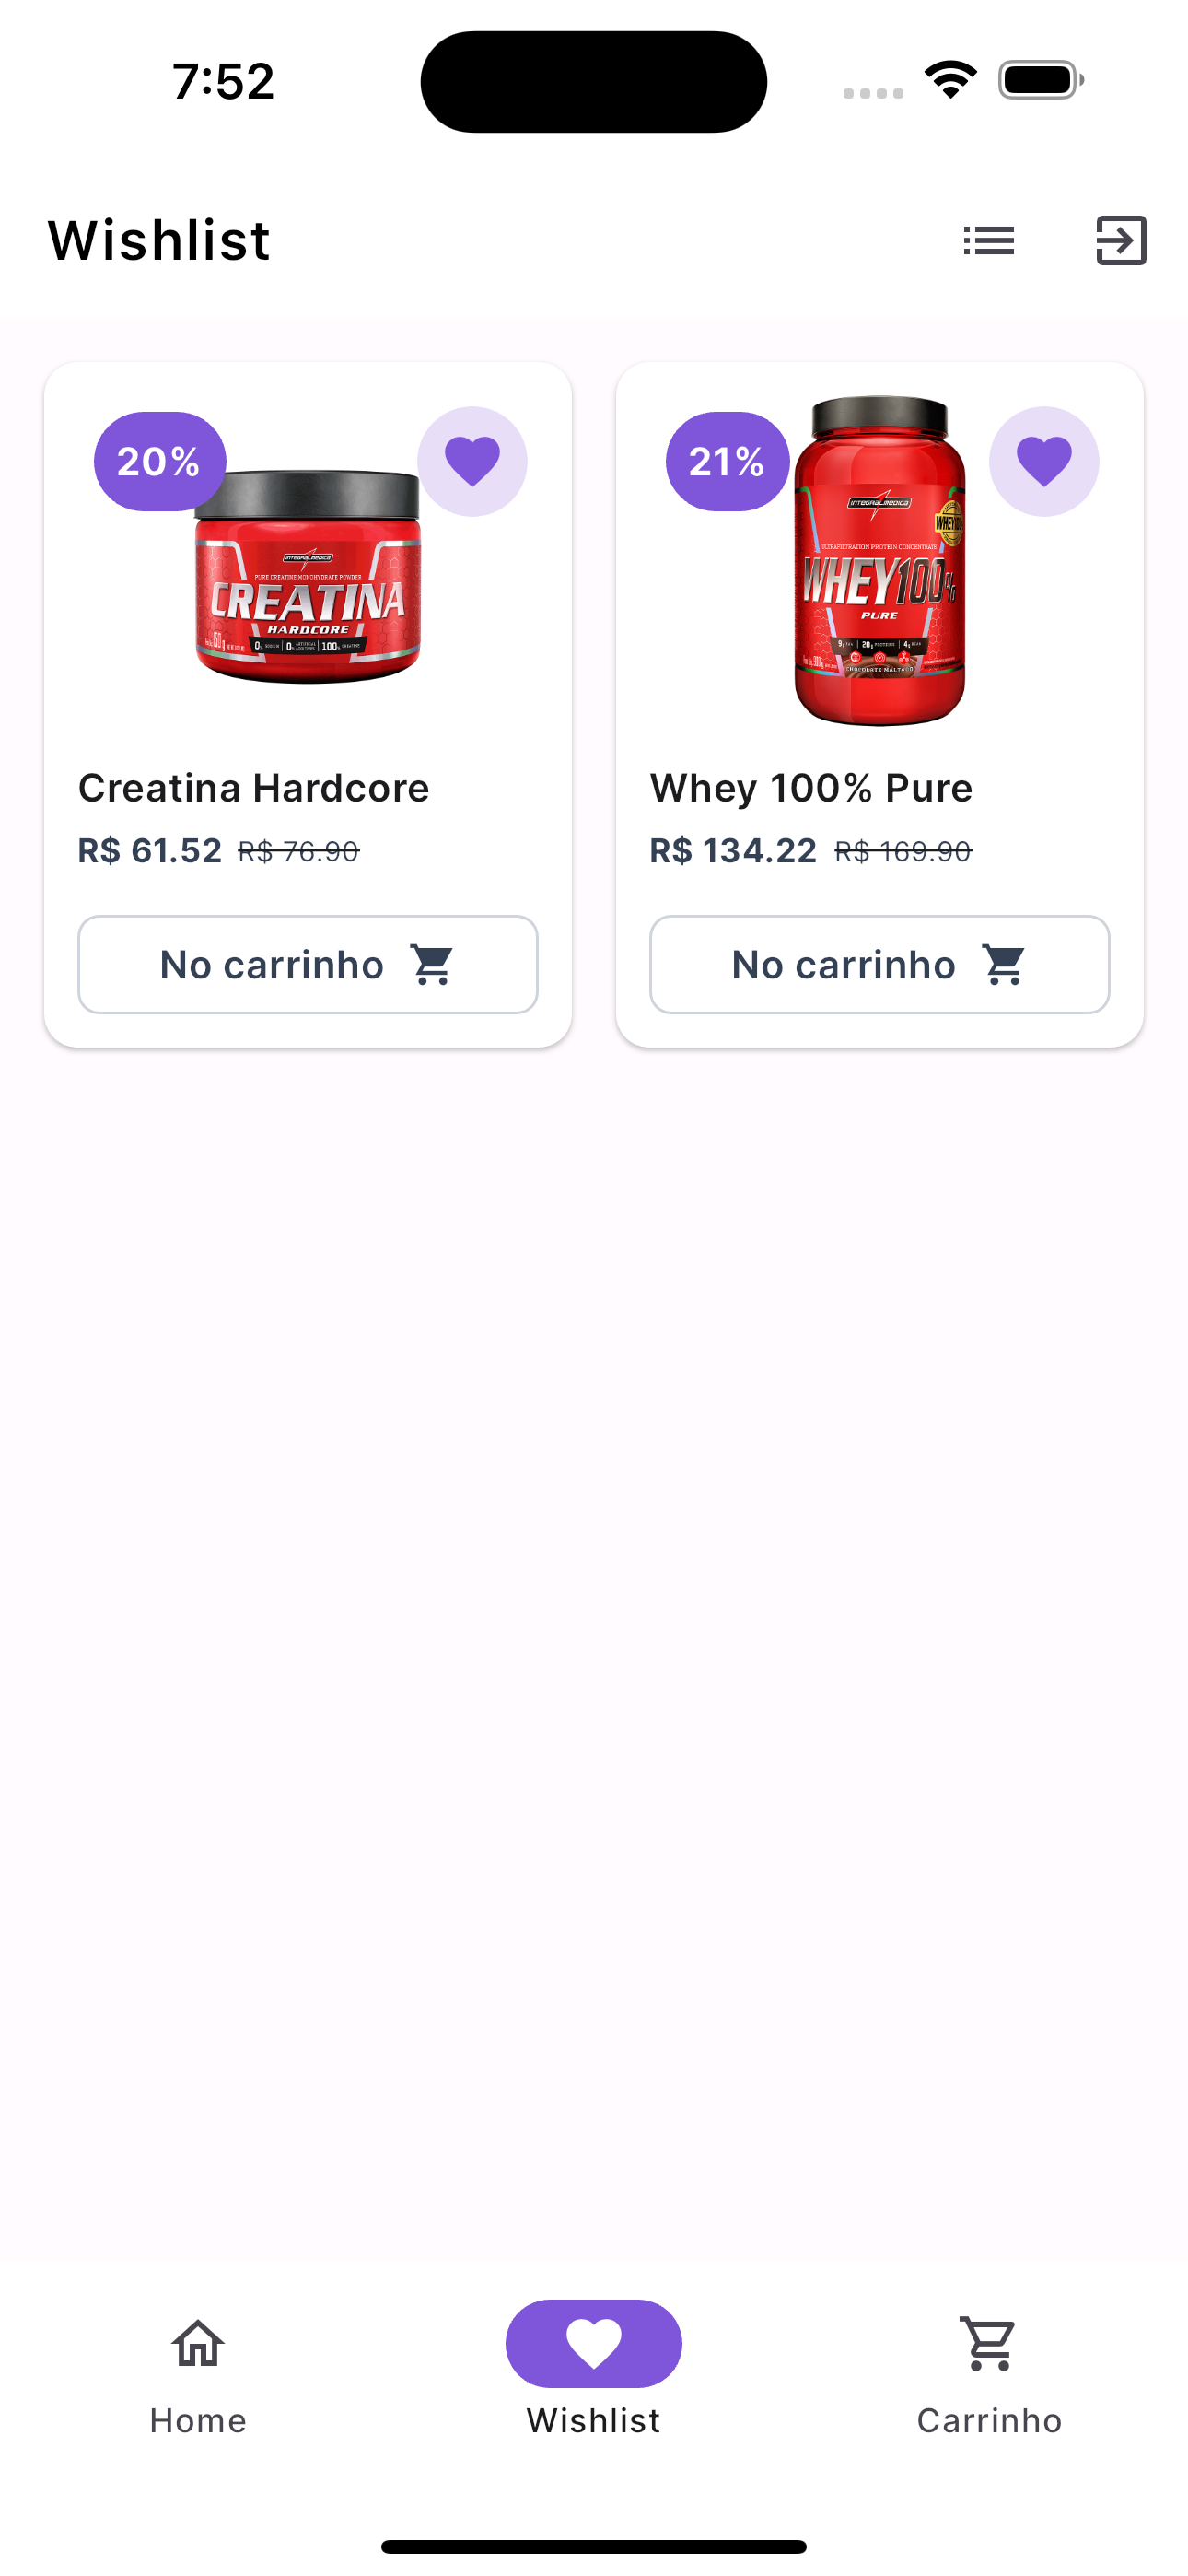 7:52
Wishlist
20%
21%
INTEGRALMEDICA
PURE CREATINE MONOHYDRATE POWDER
CREATINA
HARDCORE
INTEGRALMEDICA
ULTRAFILTRATION PROTEIN CONCENTRATE
WHEY100%
PURE
CHOCOLATE MALTADO
Creatina Hardcore
R$ 61.52 R$ 76.90
No carrinho
Whey 100% Pure
R$ 134.22 R$ 169.90
No carrinho
Home
Wishlist
Carrinho